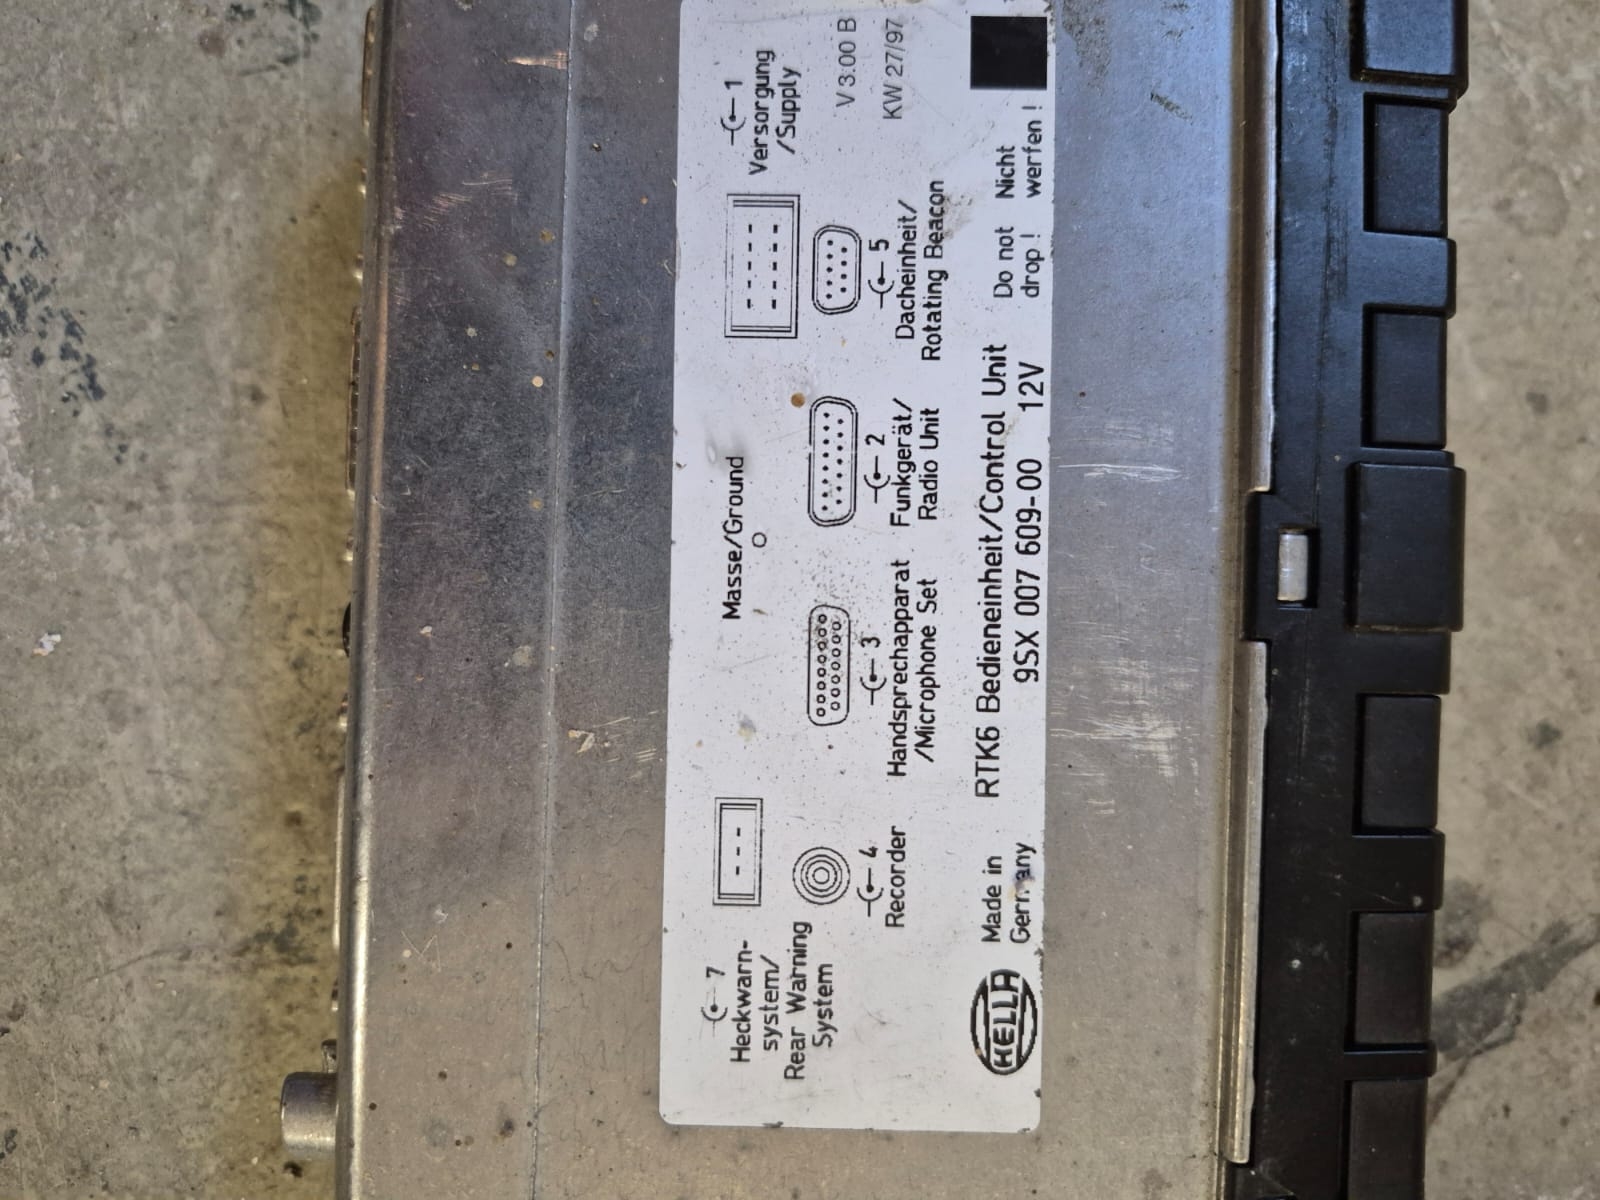 7
Heckwarn-
system/
Rear Warning
System
4
Recorder
Masse/Ground
3
Handsprechapparat
/Microphone Set
2
Funkgerät/
Radio Unit
5
Dacheinheit/
Rotating Beacon
1
Versorgung
/Supply
V 3.00 B
KW 27/97
HELLA
Made in
Germany
RTK6 Bedieneinheit/Control Unit
9SX 007 609-00 12V
Do not
drop!
Nicht
werfen!